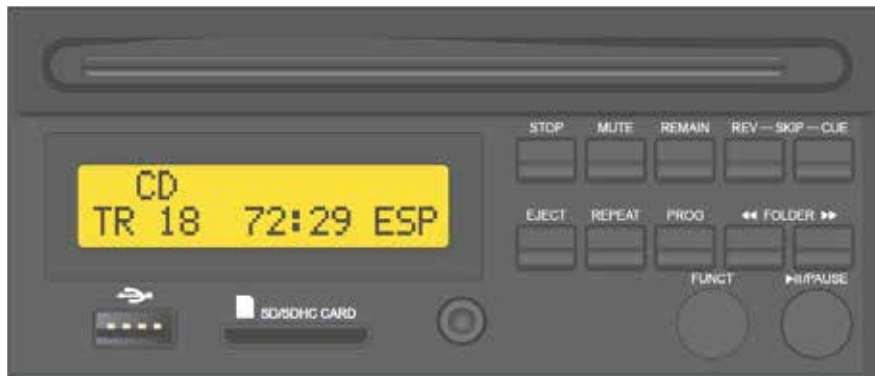 STOP MUTE REMAIN REV — SKIP — CUE
CD
TR 18 72:29 ESP
EJECT REPEAT PROG ◀◀ FOLDER ▶▶
FUNCT ▶II/PAUSE
SD/SDHC CARD